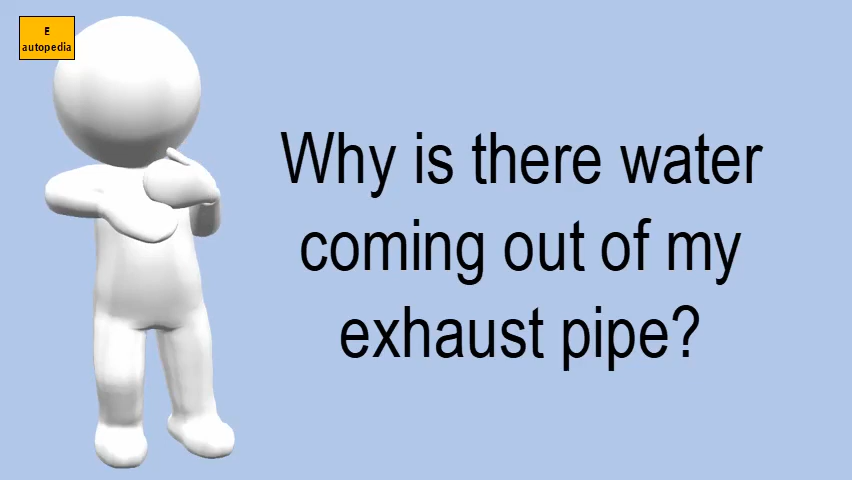 E
autopedia
Why is there water
coming out of my
exhaust pipe?